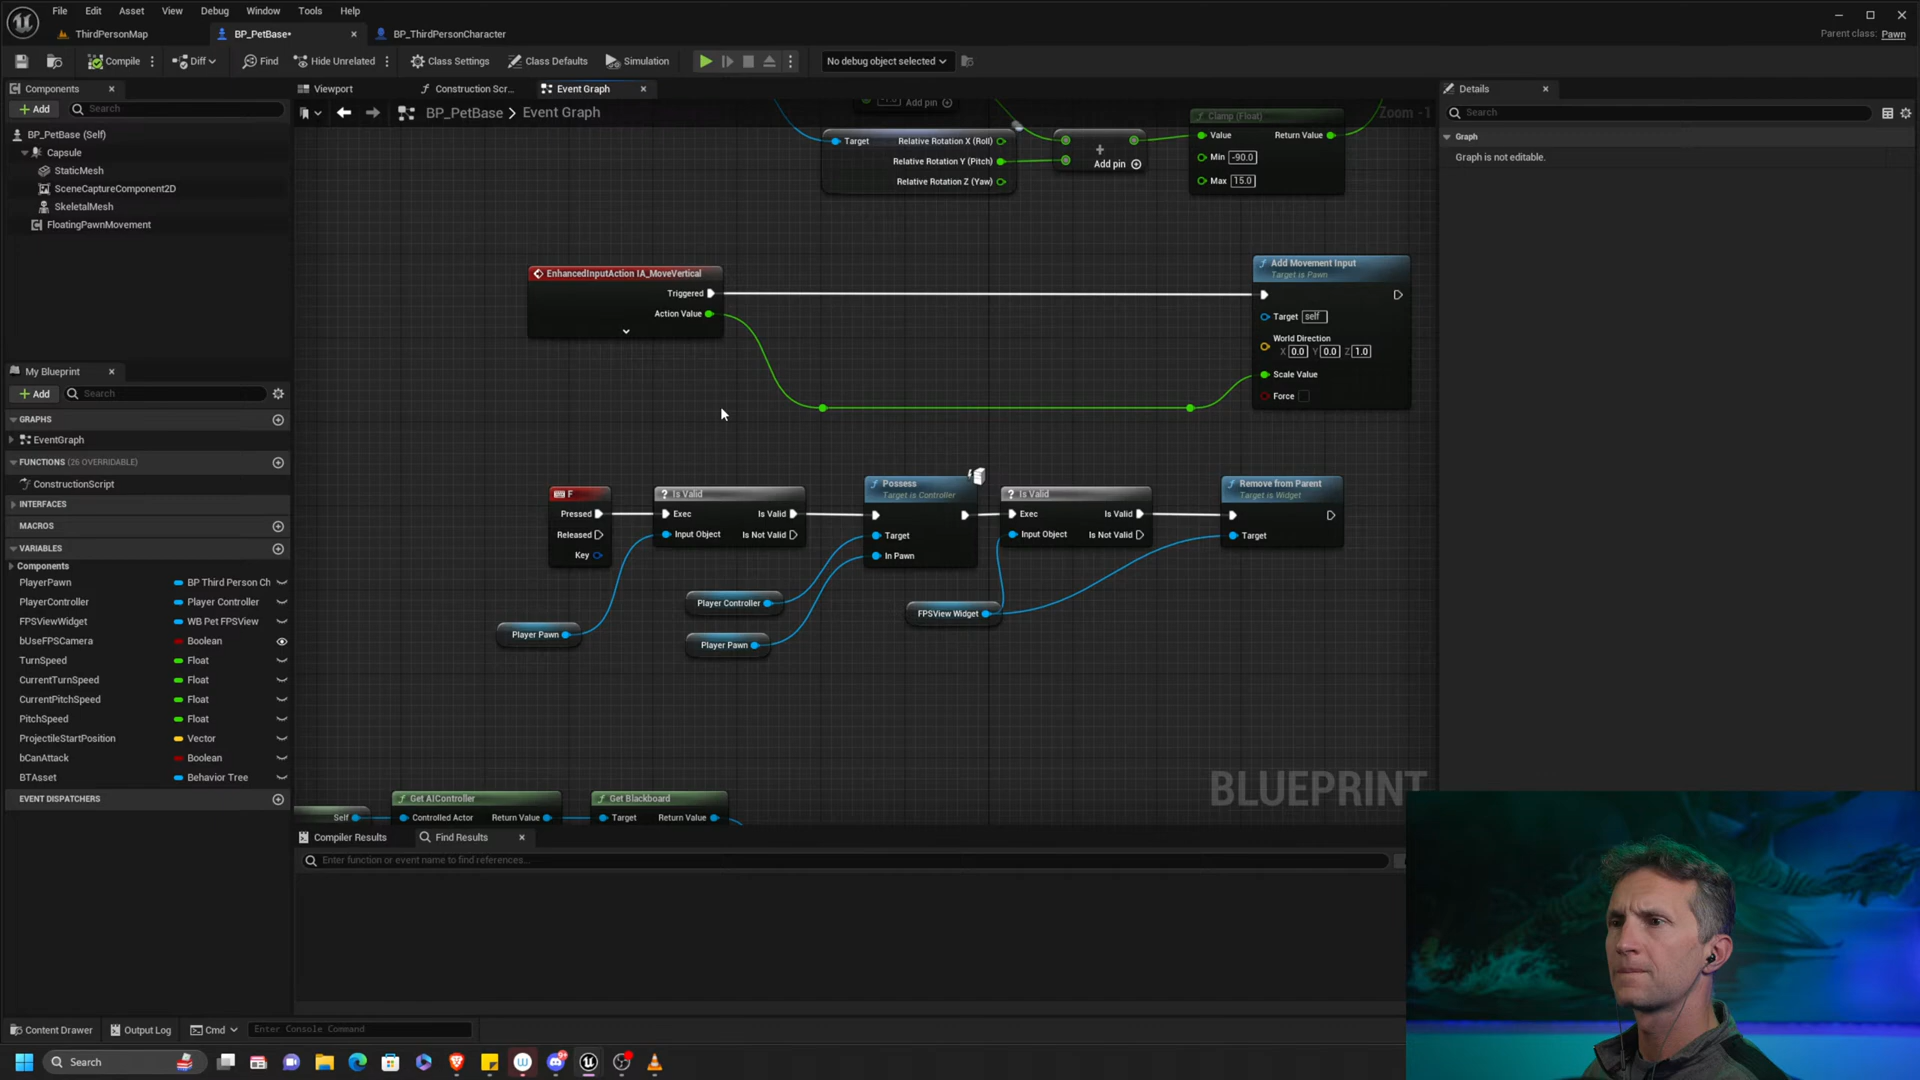 File Edit Asset View Debug Window Tools Help
Parent class: Pawn
ThirdPersonMap
BP_PetBase•
BP_ThirdPersonCharacter
Compile
Diff
Find
Hide Unrelated
Class Settings
Class Defaults
Simulation
No debug object selected
Components
Add
Search
BP_PetBase (Self)
Capsule
StaticMesh
SceneCaptureComponent2D
SkeletalMesh
FloatingPawnMovement
My Blueprint
Add
Search
GRAPHS
EventGraph
FUNCTIONS (26 OVERRIDABLE)
ConstructionScript
INTERFACES
MACROS
VARIABLES
Components
PlayerPawn BP Third Person Ch
PlayerController Player Controller
FPSViewWidget WB Pet FPSView
bUseFPSCamera Boolean
TurnSpeed Float
CurrentTurnSpeed Float
CurrentPitchSpeed Float
PitchSpeed Float
ProjectileStartPosition Vector
bCanAttack Boolean
BTAsset Behavior Tree
EVENT DISPATCHERS
Viewport
Construction Scr...
Event Graph
BP_PetBase > Event Graph
Zoom -1
Add pin
Target
Relative Rotation X (Roll)
Relative Rotation Y (Pitch)
Relative Rotation Z (Yaw)
Add pin
Clamp (Float)
Value Return Value
Min -90.0
Max 15.0
EnhancedInputAction IA_MoveVertical
Triggered
Action Value
Add Movement Input
Target is Pawn
Target self
World Direction
X 0.0 Y 0.0 Z 1.0
Scale Value
Force
F
Pressed
Released
Key
? Is Valid
Exec Is Valid
Input Object Is Not Valid
Possess
Target is Controller
Target
In Pawn
? Is Valid
Exec Is Valid
Input Object Is Not Valid
Remove from Parent
Target is Widget
Target
Player Pawn
Player Controller
Player Pawn
FPSView Widget
Self
Get AIController
Controlled Actor Return Value
Get Blackboard
Target Return Value
BLUEPRINT
Details
Search
Graph
Graph is not editable.
Compiler Results
Find Results
Enter function or event name to find references...
Content Drawer
Output Log
Cmd
Enter Console Command
Search